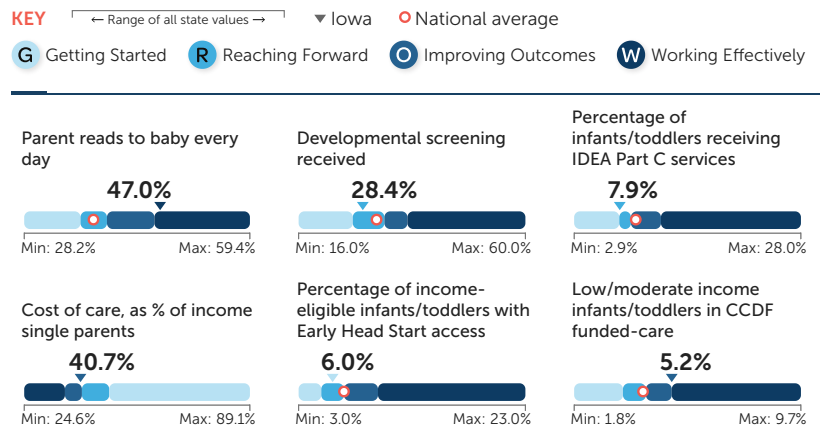 KEY
← Range of all state values →
Iowa
National average
G Getting Started
R Reaching Forward
O Improving Outcomes
W Working Effectively
Parent reads to baby every
day
47.0%
Min: 28.2%
Max: 59.4%
Developmental screening
received
28.4%
Min: 16.0%
Max: 60.0%
Percentage of
infants/toddlers receiving
IDEA Part C services
7.9%
Min: 2.9%
Max: 28.0%
Cost of care, as % of income
single parents
40.7%
Min: 24.6%
Max: 89.1%
Percentage of income-
eligible infants/toddlers with
Early Head Start access
6.0%
Min: 3.0%
Max: 23.0%
Low/moderate income
infants/toddlers in CCDF
funded-care
5.2%
Min: 1.8%
Max: 9.7%